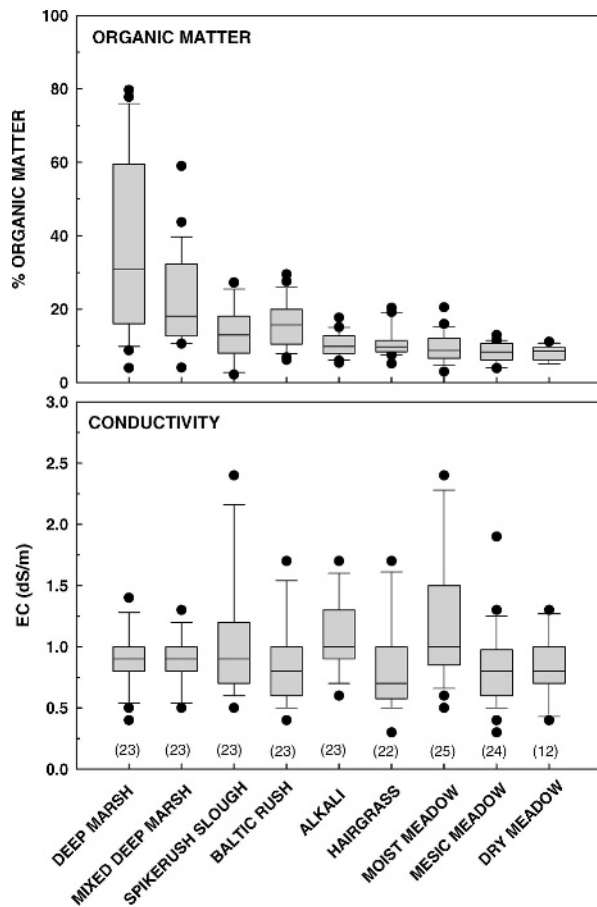 100
ORGANIC MATTER
80
60
40
20
0
% ORGANIC MATTER
3.0
CONDUCTIVITY
2.5
2.0
1.5
1.0
0.5
0.0
EC (dS/m)
(23) (23) (23) (23) (23) (22) (25) (24) (12)
DEEP MARSH
MIXED DEEP MARSH
SPIKERUSH SLOUGH
BALTIC RUSH
ALKALI
HAIRGRASS
MOIST MEADOW
MESIC MEADOW
DRY MEADOW